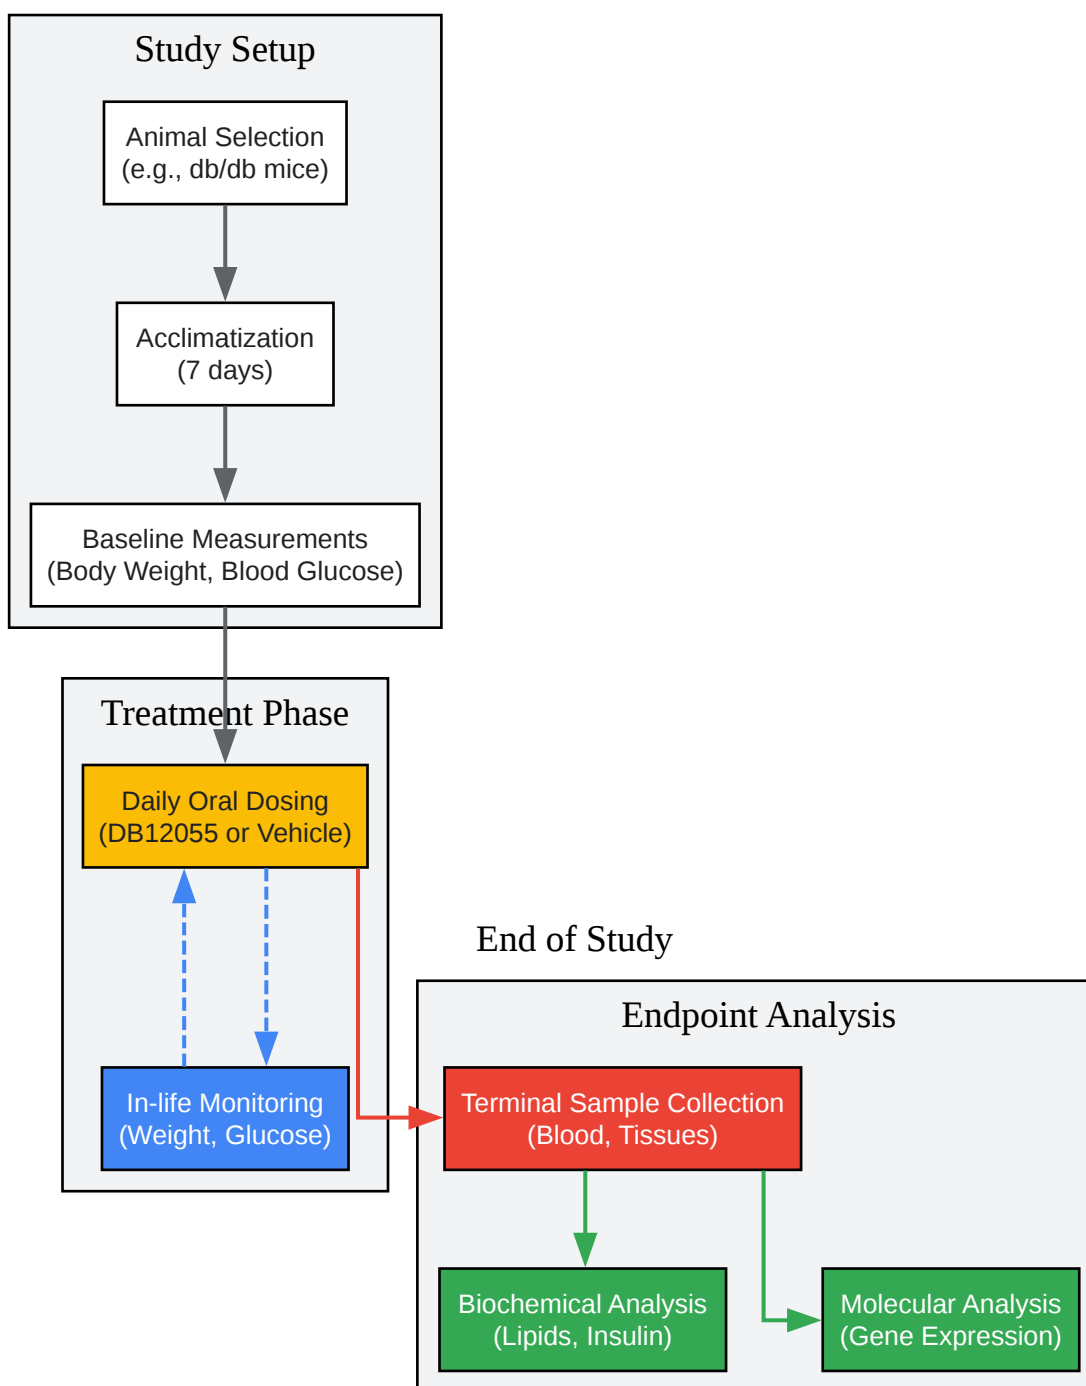 Study Setup
Animal Selection
(e.g., db/db mice)
Acclimatization
(7 days)
Baseline Measurements
(Body Weight, Blood Glucose)
Treatment Phase
Daily Oral Dosing
(DB12055 or Vehicle)
In-life Monitoring
(Weight, Glucose)
End of Study
Endpoint Analysis
Terminal Sample Collection
(Blood, Tissues)
Biochemical Analysis
(Lipids, Insulin)
Molecular Analysis
(Gene Expression)